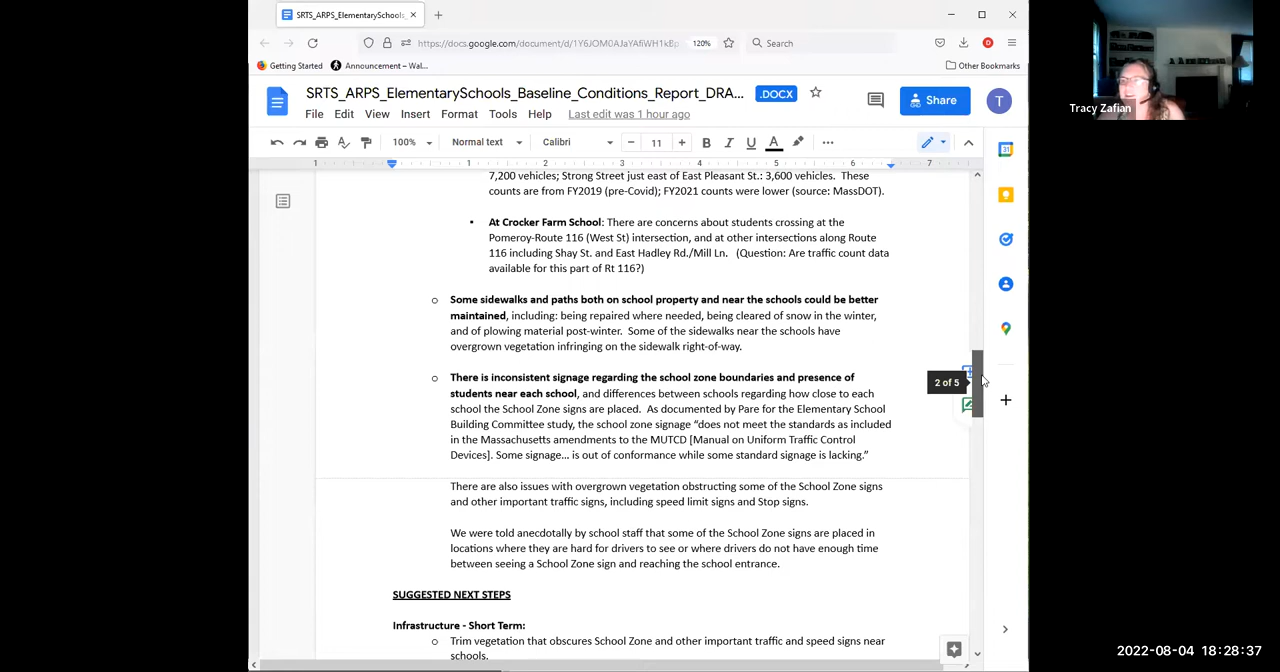 SRTS_ARPS_ElementarySchools_
https://docs.google.com/document/d/1Y6JOM0AJaYAfiWH1kBp
120%
Search
Getting Started
Announcement – Wal...
Other Bookmarks
SRTS_ARPS_ElementarySchools_Baseline_Conditions_Report_DRA...
.DOCX
Share
T
File Edit View Insert Format Tools Help Last edit was 1 hour ago
100% Normal text Calibri 11 B I U A
1 1 2 3 4 5 6 7
7,200 vehicles; Strong Street just east of East Pleasant St.: 3,600 vehicles. These
counts are from FY2019 (pre-Covid); FY2021 counts were lower (source: MassDOT).
• At Crocker Farm School: There are concerns about students crossing at the
Pomeroy-Route 116 (West St) intersection, and at other intersections along Route
116 including Shay St. and East Hadley Rd./Mill Ln. (Question: Are traffic count data
available for this part of Rt 116?)
o Some sidewalks and paths both on school property and near the schools could be better
maintained, including: being repaired where needed, being cleared of snow in the winter,
and of plowing material post-winter. Some of the sidewalks near the schools have
overgrown vegetation infringing on the sidewalk right-of-way.
o There is inconsistent signage regarding the school zone boundaries and presence of
students near each school, and differences between schools regarding how close to each
school the School Zone signs are placed. As documented by Pare for the Elementary School
Building Committee study, the school zone signage “does not meet the standards as included
in the Massachusetts amendments to the MUTCD [Manual on Uniform Traffic Control
Devices]. Some signage… is out of conformance while some standard signage is lacking.”
There are also issues with overgrown vegetation obstructing some of the School Zone signs
and other important traffic signs, including speed limit signs and Stop signs.
We were told anecdotally by school staff that some of the School Zone signs are placed in
locations where they are hard for drivers to see or where drivers do not have enough time
between seeing a School Zone sign and reaching the school entrance.
SUGGESTED NEXT STEPS
Infrastructure - Short Term:
o Trim vegetation that obscures School Zone and other important traffic and speed signs near
schools.
2 of 5
Tracy Zafian
2022-08-04 18:28:37